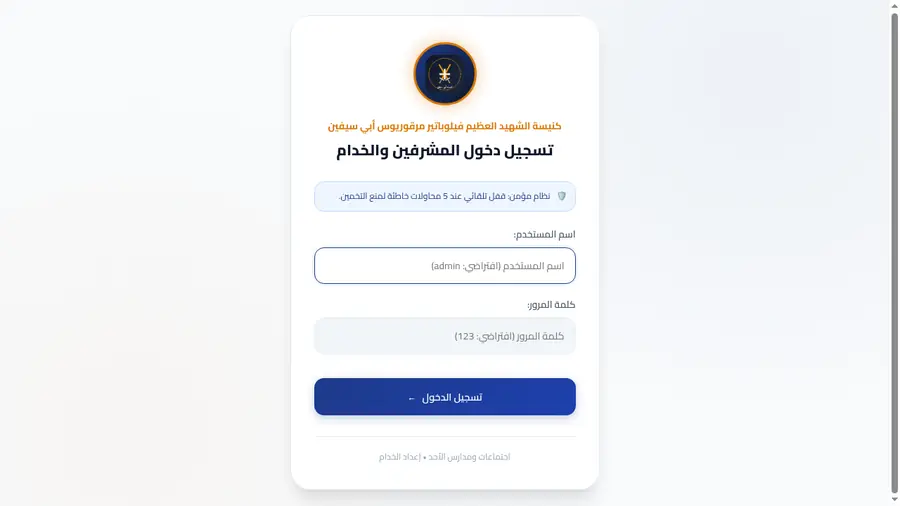 كنيسة الشهيد العظيم فيلوباتير مرقوريوس أبي سيفين
تسجيل دخول المشرفين والخدام
نظام مؤمن: قفل تلقائي عند 5 محاولات خاطئة لمنع التخمين.
اسم المستخدم:
اسم المستخدم (افتراضي: admin)
كلمة المرور:
كلمة المرور (افتراضي: 123)
تسجيل الدخول ←
اجتماعات ومدارس الأحد • إعداد الخدام